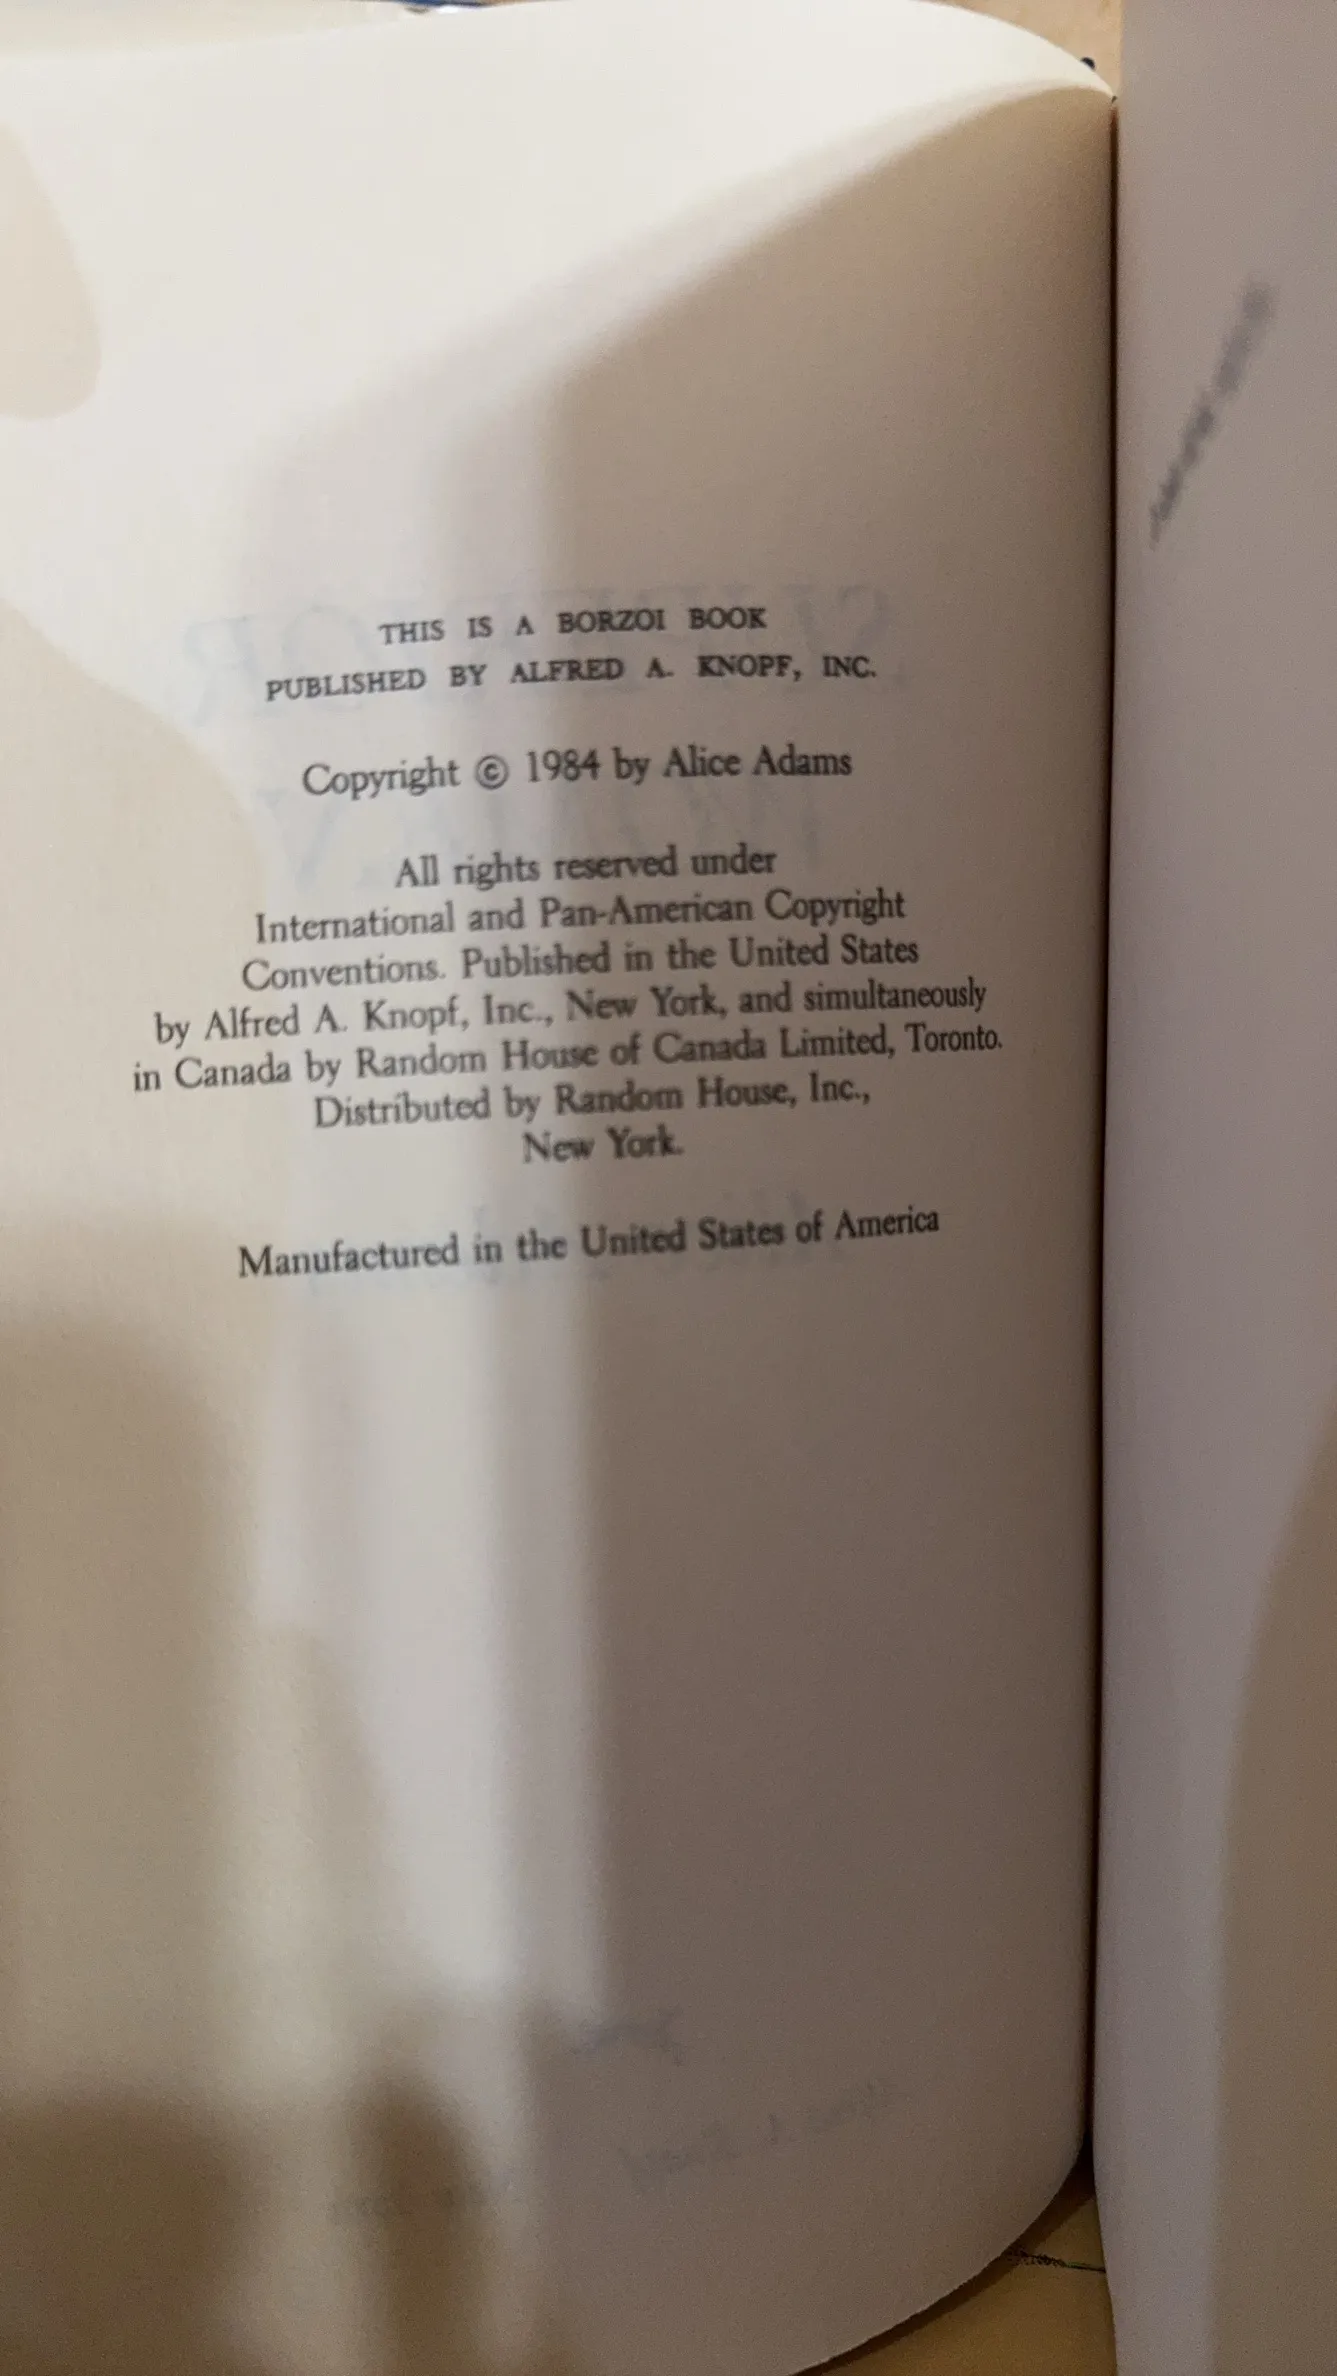 THIS IS A BORZOI BOOK
PUBLISHED BY ALFRED A. KNOPF, INC.
Copyright © 1984 by Alice Adams
All rights reserved under
International and Pan-American Copyright
Conventions. Published in the United States
by Alfred A. Knopf, Inc., New York, and simultaneously
in Canada by Random House of Canada Limited, Toronto.
Distributed by Random House, Inc.,
New York.
Manufactured in the United States of America